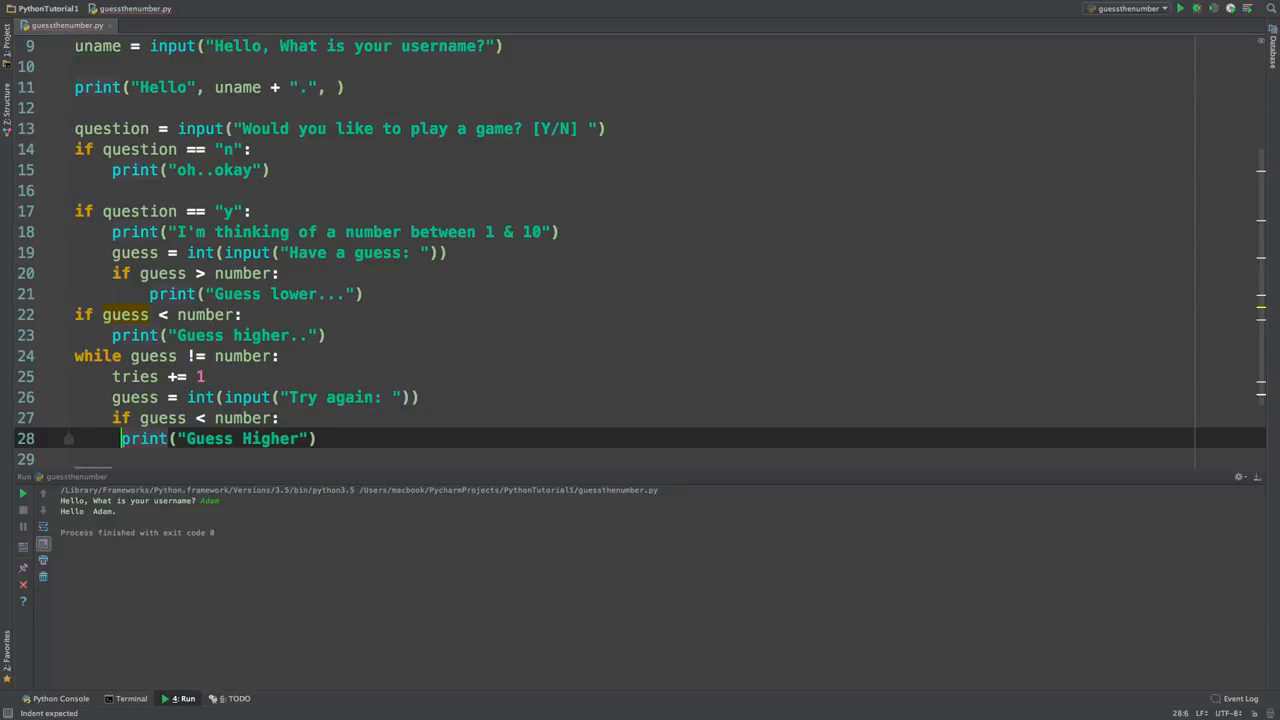 PythonTutorial1 guessthenumber.py
guessthenumber
guessthenumber.py
1: Project
Z: Structure
2: Favorites
Database
9 uname = input("Hello, What is your username?")
10
11 print("Hello", uname + ".", )
12
13 question = input("Would you like to play a game? [Y/N] ")
14 if question == "n":
15 print("oh..okay")
16
17 if question == "y":
18 print("I'm thinking of a number between 1 & 10")
19 guess = int(input("Have a guess: "))
20 if guess > number:
21 print("Guess lower...")
22 if guess < number:
23 print("Guess higher..")
24 while guess != number:
25 tries += 1
26 guess = int(input("Try again: "))
27 if guess < number:
28 print("Guess Higher")
29
Run guessthenumber
/Library/Frameworks/Python.framework/Versions/3.5/bin/python3.5 /Users/macbook/PycharmProjects/PythonTutorial1/guessthenumber.py
Hello, What is your username? Adam
Hello  Adam.
Process finished with exit code 0
Python Console Terminal 4: Run 6: TODO Event Log
Indent expected 28:6 LF÷ UTF-8÷